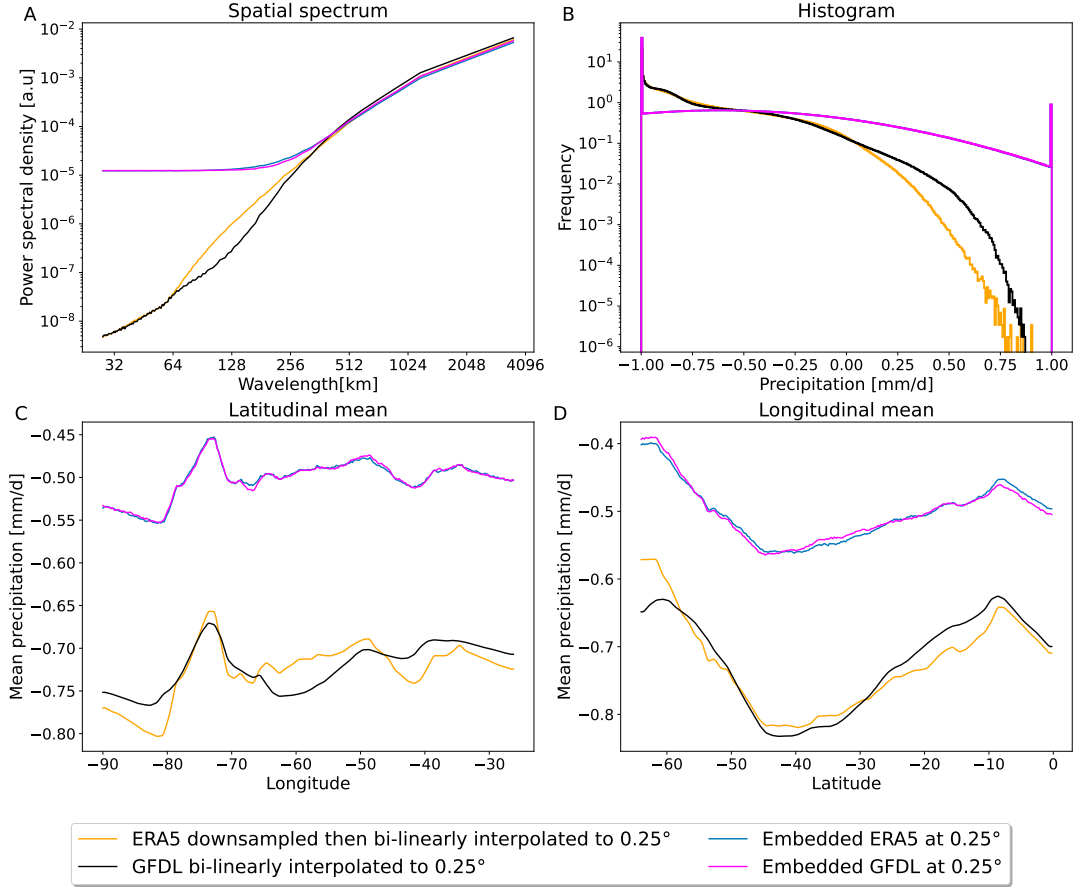 A
Spatial spectrum
Power spectral density [a.u]
10⁻²
10⁻³
10⁻⁴
10⁻⁵
10⁻⁶
10⁻⁷
10⁻⁸
32 64 128 256 512 1024 2048 4096
Wavelength[km]
B
Histogram
Frequency
10¹
10⁰
10⁻¹
10⁻²
10⁻³
10⁻⁴
10⁻⁵
10⁻⁶
−1.00 −0.75 −0.50 −0.25 0.00 0.25 0.50 0.75 1.00
Precipitation [mm/d]
C
Latitudinal mean
Mean precipitation [mm/d]
−0.45
−0.50
−0.55
−0.60
−0.65
−0.70
−0.75
−0.80
−90 −80 −70 −60 −50 −40 −30
Longitude
D
Longitudinal mean
Mean precipitation [mm/d]
−0.4
−0.5
−0.6
−0.7
−0.8
−60 −50 −40 −30 −20 −10 0
Latitude
ERA5 downsampled then bi-linearly interpolated to 0.25°
GFDL bi-linearly interpolated to 0.25°
Embedded ERA5 at 0.25°
Embedded GFDL at 0.25°